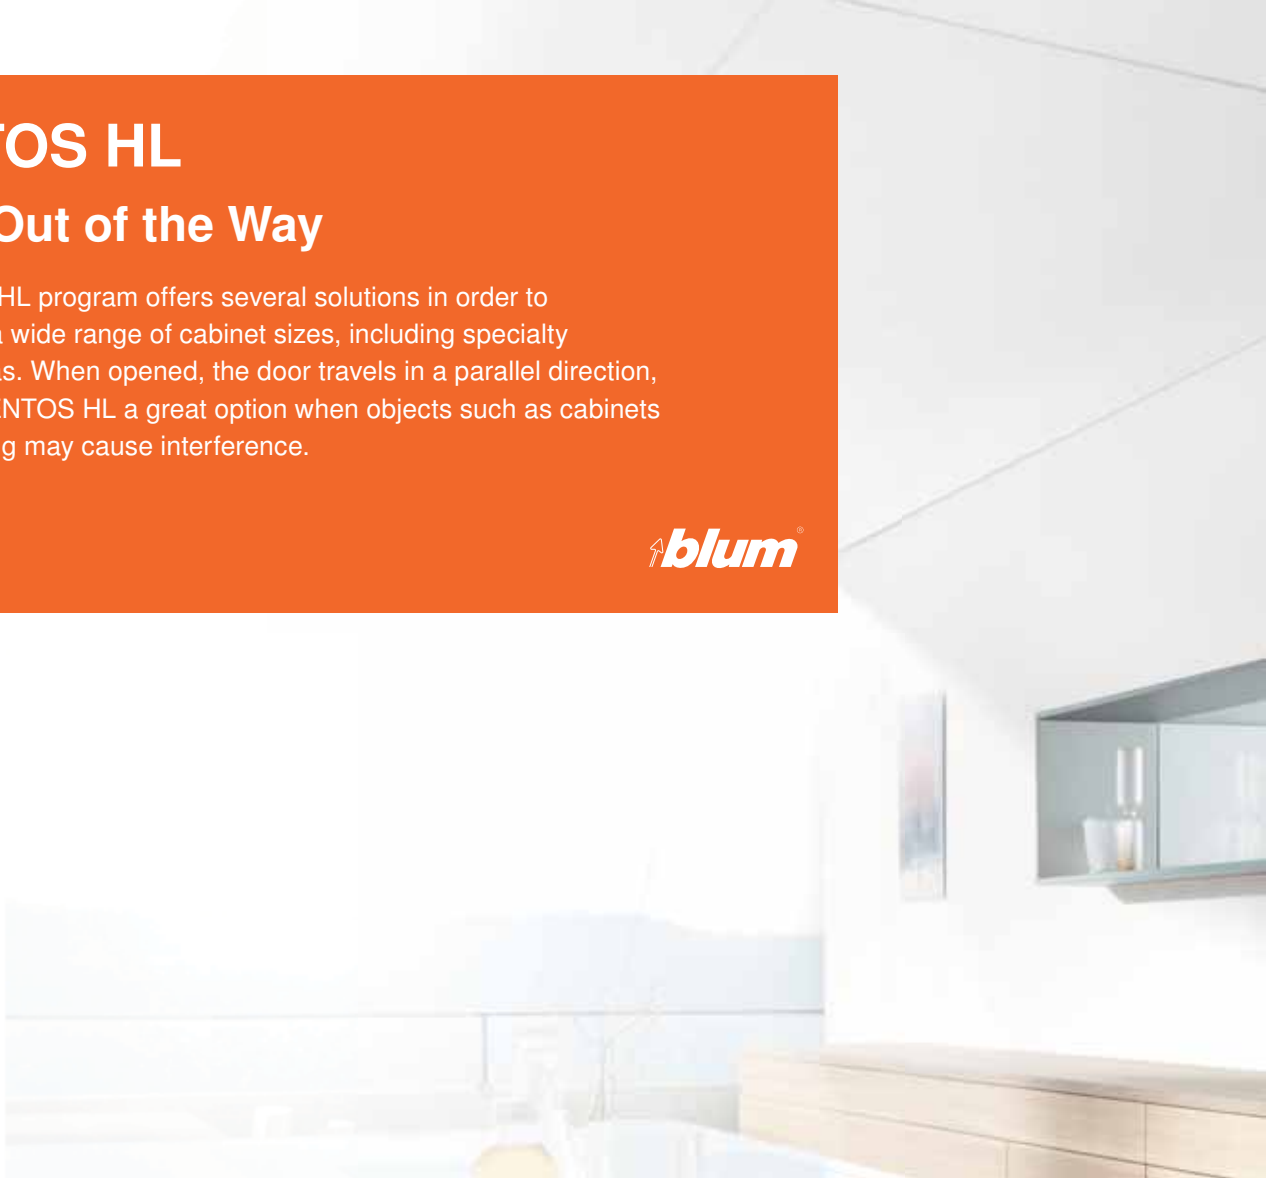 TOS HL
Out of the Way
HL program offers several solutions in order to
a wide range of cabinet sizes, including specialty
as. When opened, the door travels in a parallel direction,
ENTOS HL a great option when objects such as cabinets
g may cause interference.
blum®